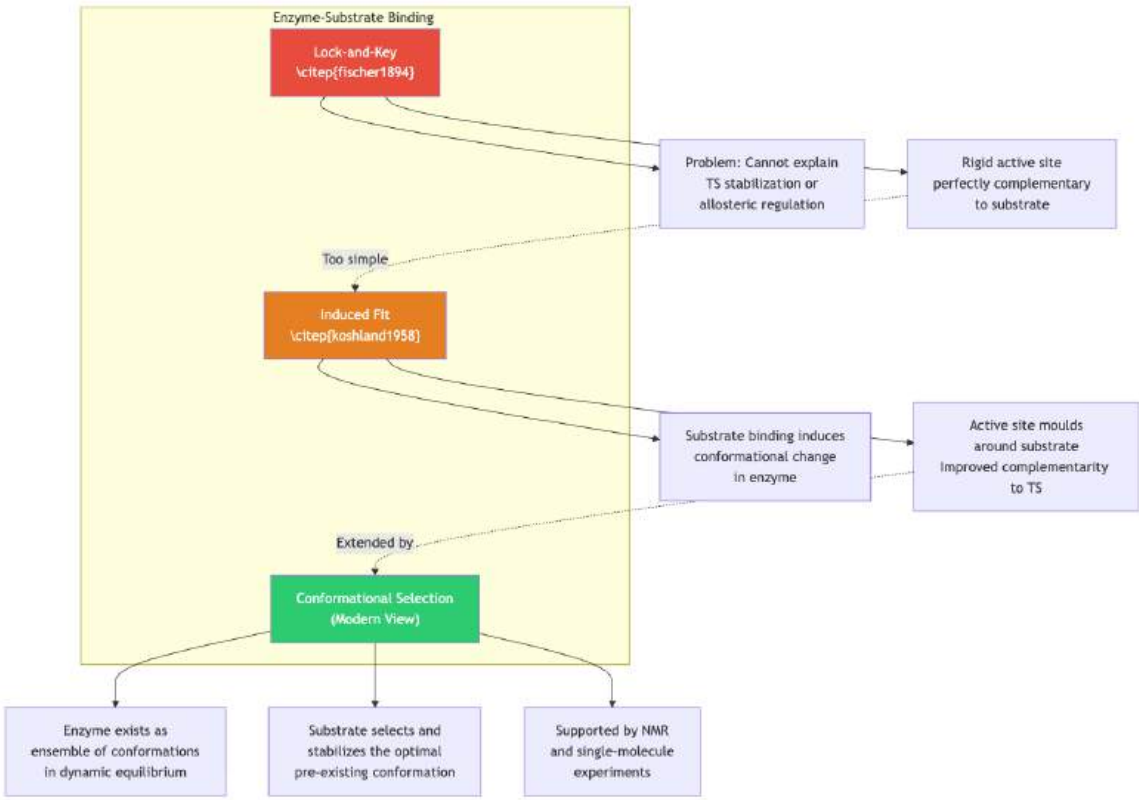 Enzyme-Substrate Binding
Lock-and-Key
\citep{fischer1894}
Problem: Cannot explain
TS stabilization or
allosteric regulation
Rigid active site
perfectly complementary
to substrate
Too simple
Induced Fit
\citep{koshland1958}
Substrate binding induces
conformational change
in enzyme
Active site moulds
around substrate
Improved complementarity
to TS
Extended by
Conformational Selection
(Modern View)
Enzyme exists as
ensemble of conformations
in dynamic equilibrium
Substrate selects and
stabilizes the optimal
pre-existing conformation
Supported by NMR
and single-molecule
experiments